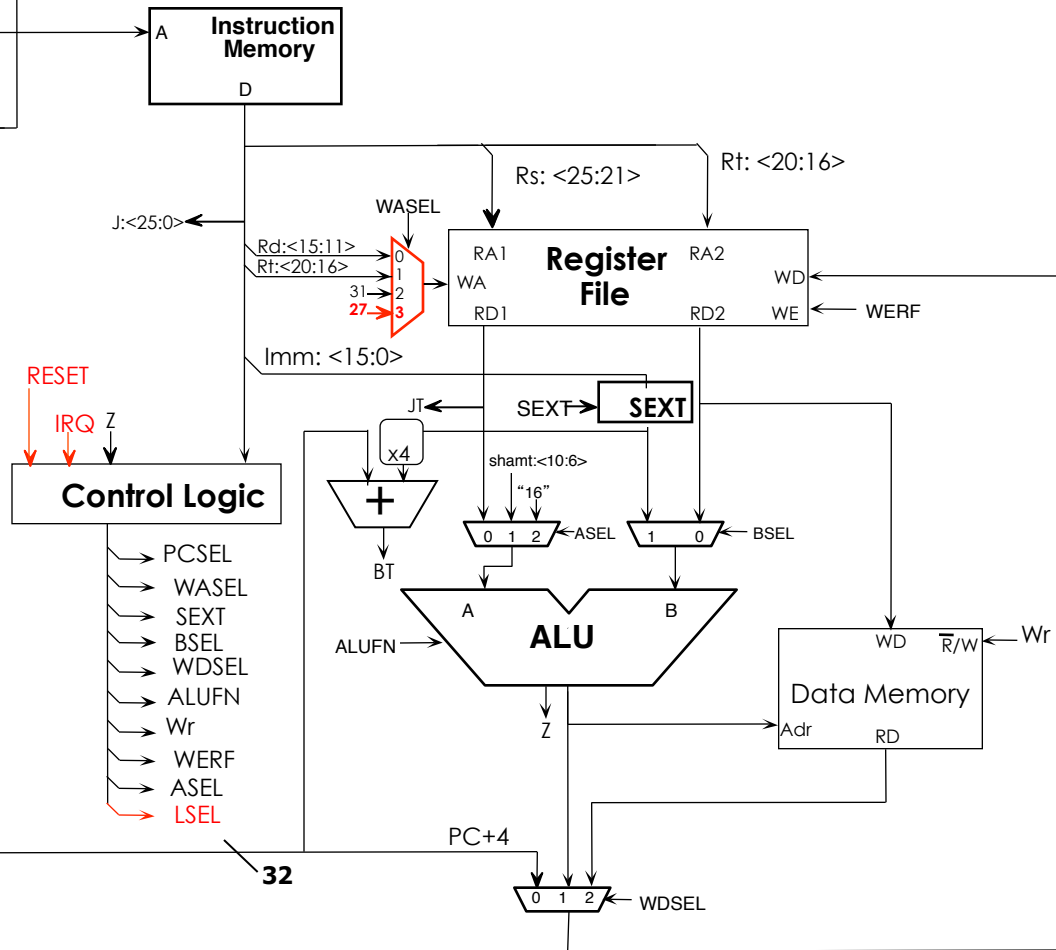 A
Instruction
Memory
D
Rs: <25:21>
Rt: <20:16>
J:<25:0>
WASEL
Rd:<15:11>
Rt:<20:16>
31
27
0
1
2
3
RA1
RA2
Register
File
WA
WD
RD1
RD2
WE
WERF
Imm: <15:0>
RESET
IRQ
Z
JT
SEXT
SEXT
x4
shamt:<10:6>
“16”
Control Logic
+
0 1 2
ASEL
1 0
BSEL
BT
PCSEL
WASEL
SEXT
BSEL
WDSEL
ALUFN
Wr
WERF
ASEL
LSEL
A
B
ALU
ALUFN
Z
WD
R̅/W
Wr
Data Memory
Adr
RD
PC+4
32
0 1 2
WDSEL